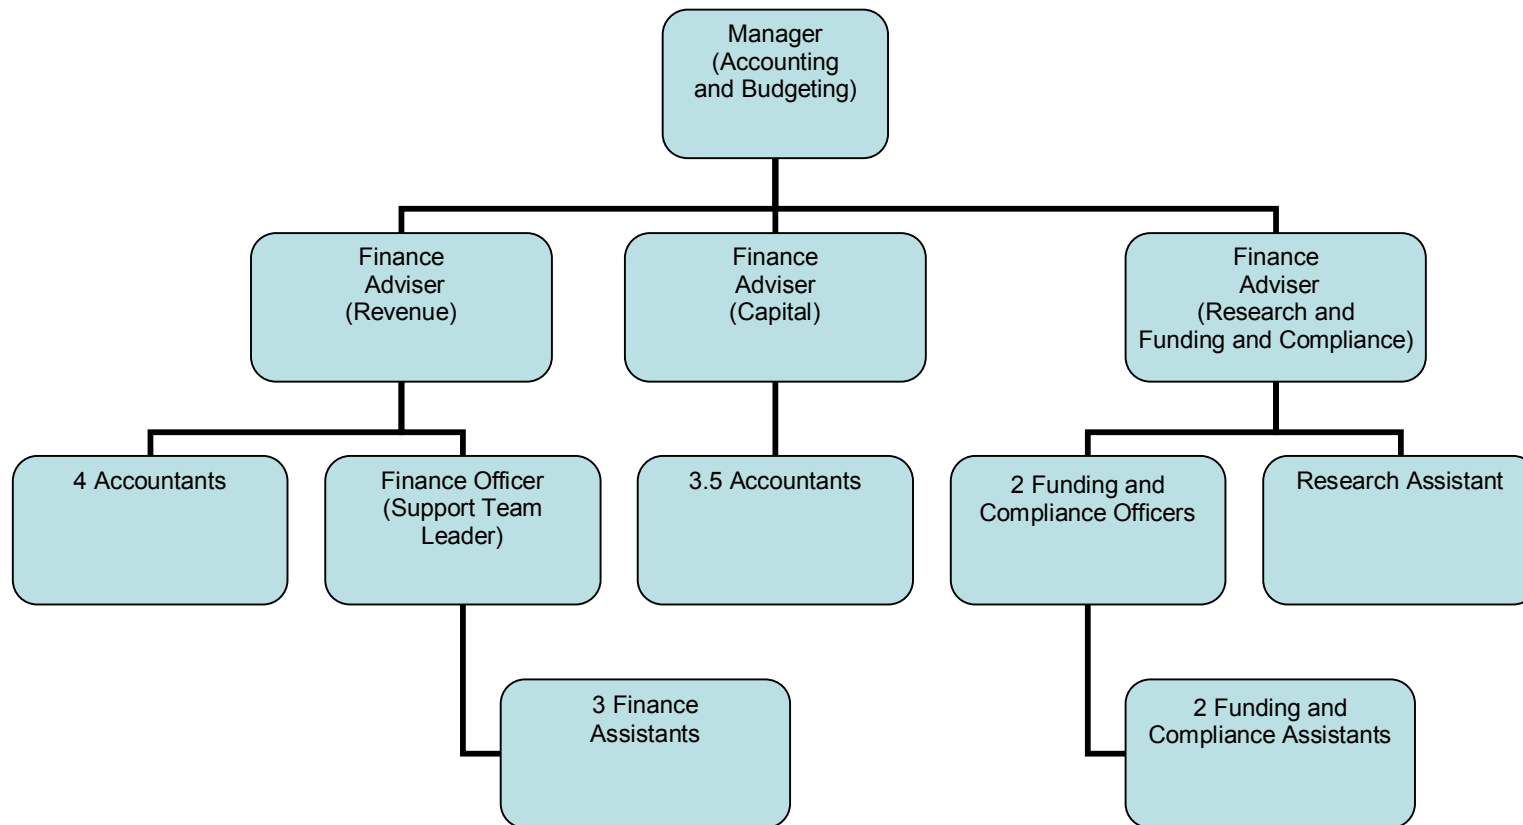 Manager
(Accounting
and Budgeting)
Finance
Adviser
(Revenue)
Finance
Adviser
(Capital)
Finance
Adviser
(Research and
Funding and Compliance)
4 Accountants
Finance Officer
(Support Team
Leader)
3.5 Accountants
2 Funding and
Compliance Officers
Research Assistant
3 Finance
Assistants
2 Funding and
Compliance Assistants